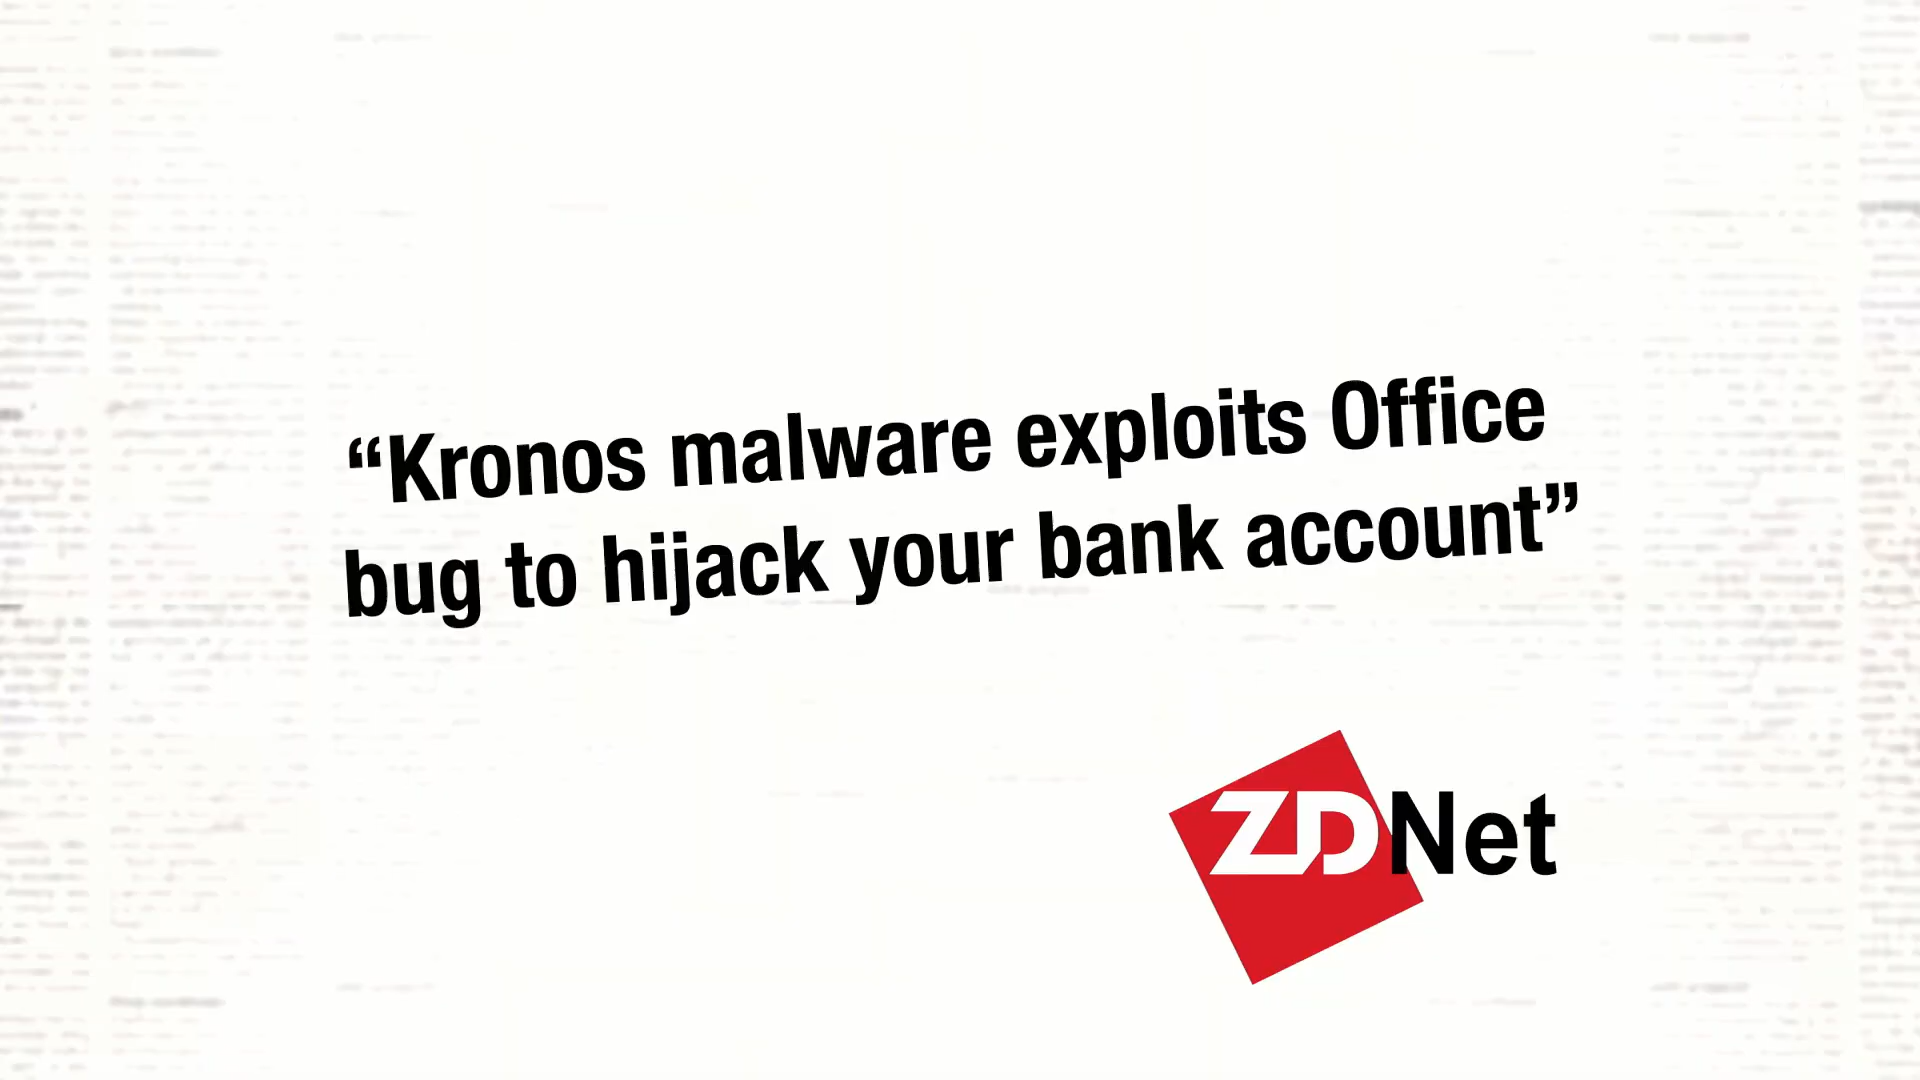 “Kronos malware exploits Office
bug to hijack your bank account”
ZDNet